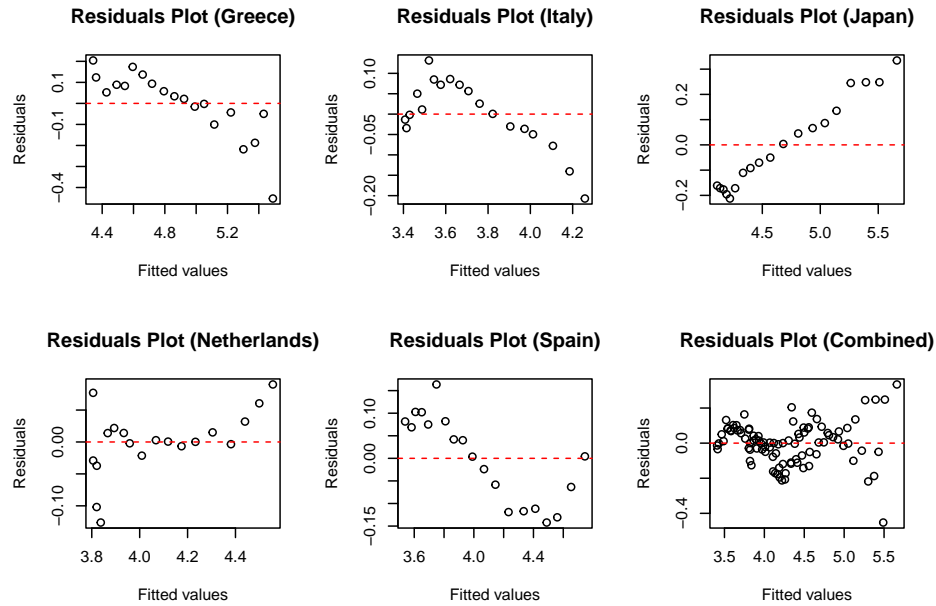 Residuals Plot (Greece)
Residuals
0.1
−0.1
−0.4
4.4
4.8
5.2
Fitted values
Residuals Plot (Italy)
Residuals
0.10
−0.05
−0.20
3.4
3.6
3.8
4.0
4.2
Fitted values
Residuals Plot (Japan)
Residuals
0.2
0.0
−0.2
4.5
5.0
5.5
Fitted values
Residuals Plot (Netherlands)
Residuals
0.00
−0.10
3.8
4.0
4.2
4.4
Fitted values
Residuals Plot (Spain)
Residuals
0.10
0.00
−0.15
3.6
4.0
4.4
Fitted values
Residuals Plot (Combined)
Residuals
0.0
−0.4
3.5
4.0
4.5
5.0
5.5
Fitted values